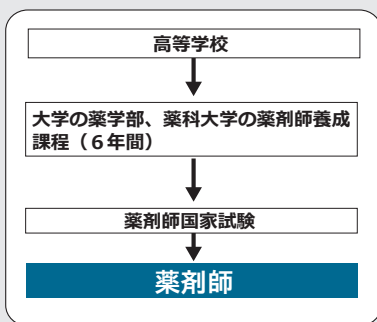 高等学校
大学の薬学部、薬科大学の薬剤師養成
課程（６年間）
薬剤師国家試験
薬剤師